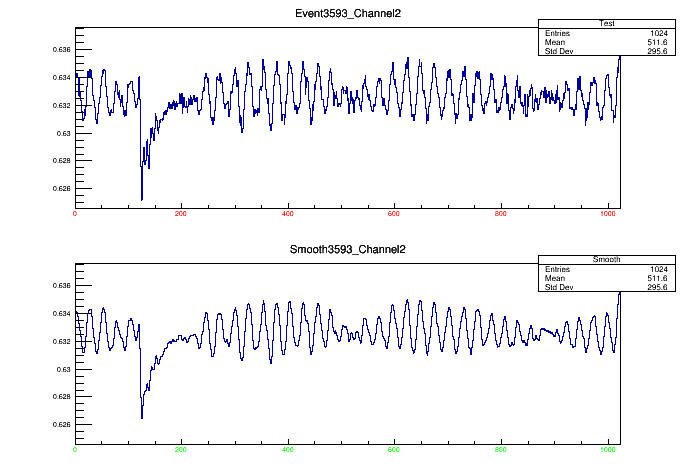 Event3593_Channel2
Test
Entries 1024
Mean 511.6
Std Dev 295.6
0.636
0.634
0.632
0.63
0.628
0.626
0 200 400 600 800 1000
Smooth3593_Channel2
Smooth
Entries 1024
Mean 511.6
Std Dev 295.6
0.636
0.634
0.632
0.63
0.628
0.626
0 200 400 600 800 1000